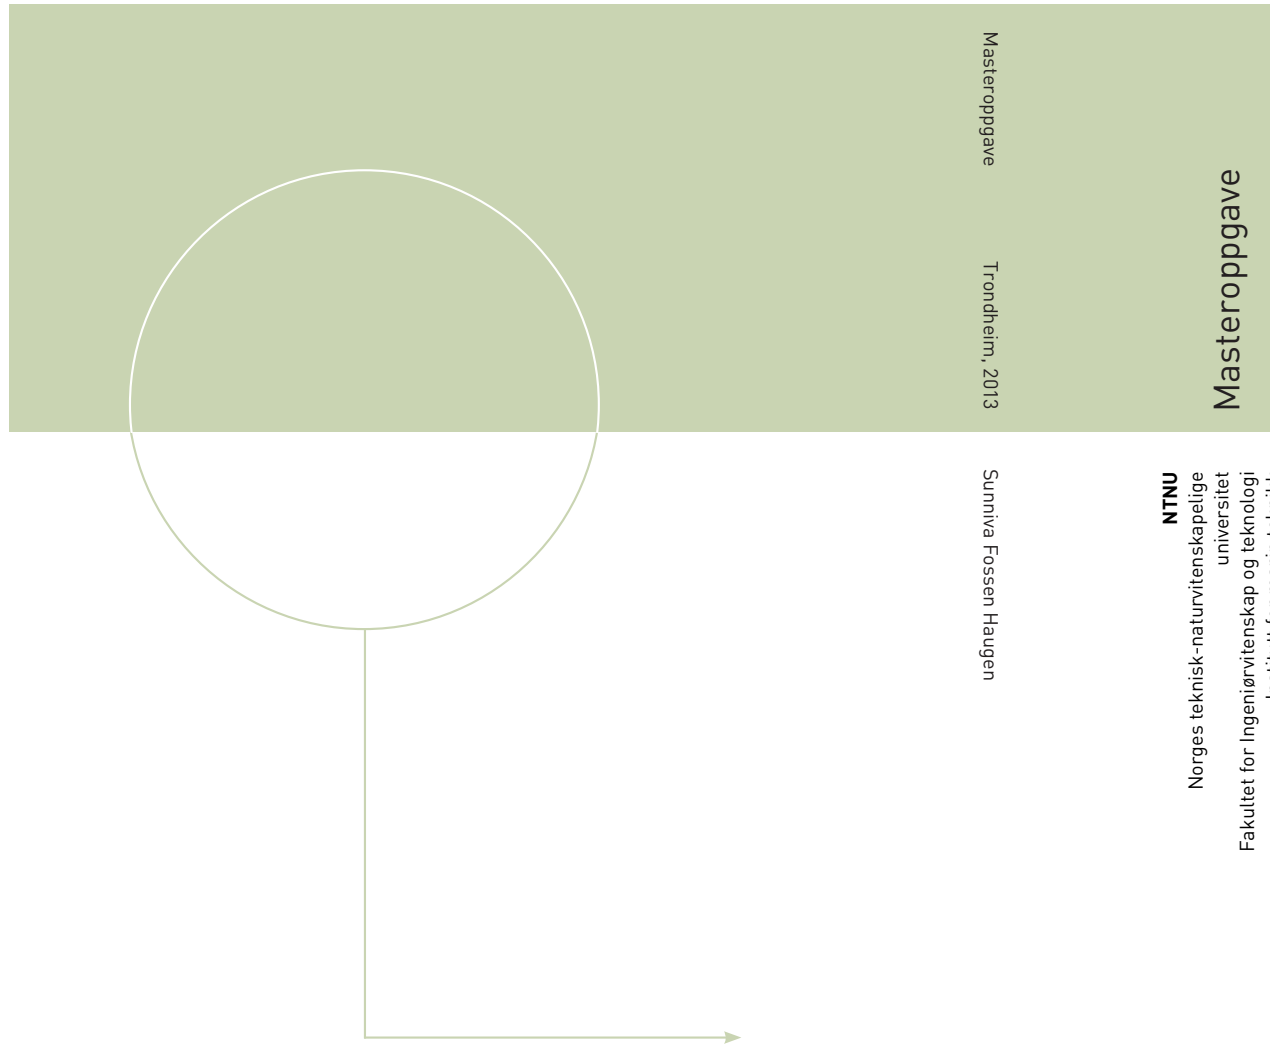 Masteroppgave
Trondheim, 2013
Sunniva Fossen Haugen
Masteroppgave
NTNU
Norges teknisk-naturvitenskapelige
universitet
Fakultet for Ingeniørvitenskap og teknologi